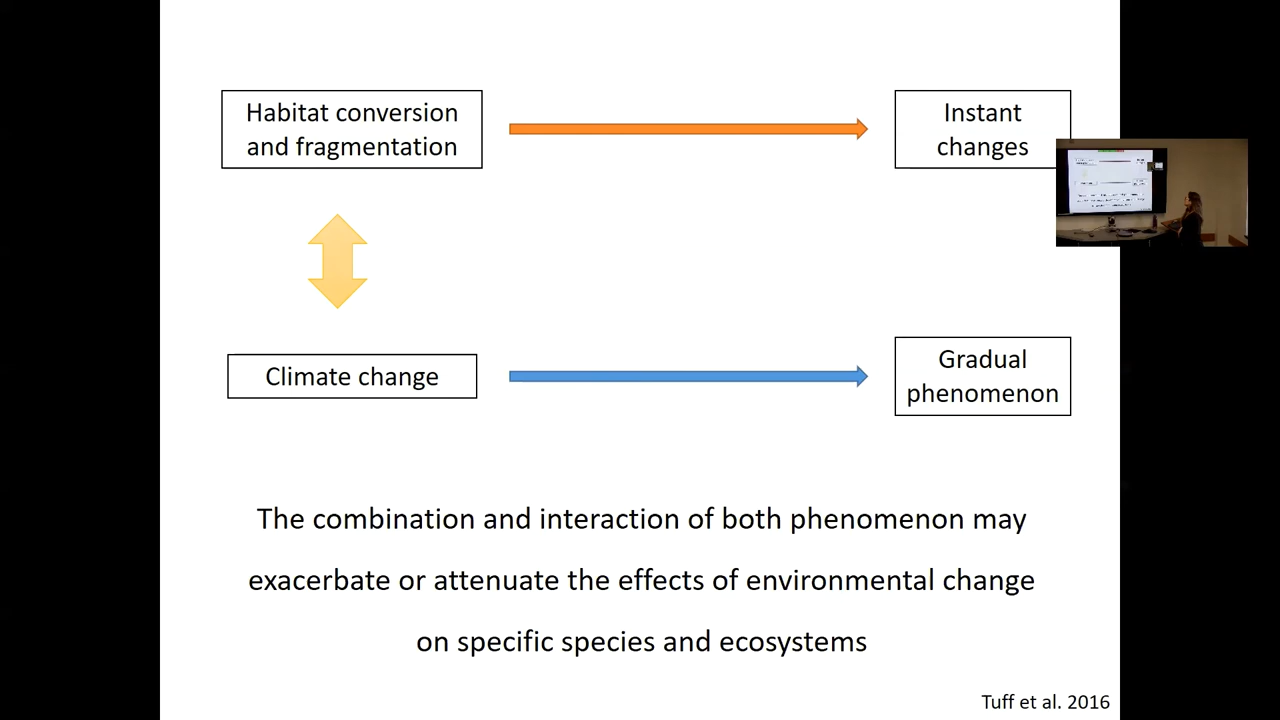 Habitat conversion
and fragmentation
Instant
changes
Climate change
Gradual
phenomenon
The combination and interaction of both phenomenon may
exacerbate or attenuate the effects of environmental change
on specific species and ecosystems
Tuff et al. 2016